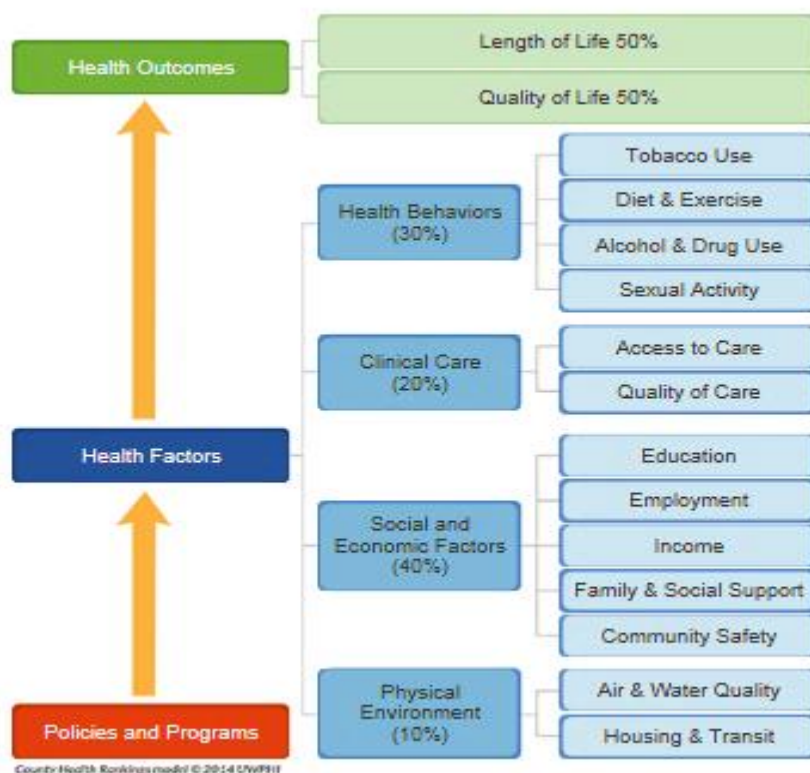 Health Outcomes
Length of Life 50%
Quality of Life 50%
Health Factors
Health Behaviors
(30%)
Tobacco Use
Diet & Exercise
Alcohol & Drug Use
Sexual Activity
Clinical Care
(20%)
Access to Care
Quality of Care
Social and
Economic Factors
(40%)
Education
Employment
Income
Family & Social Support
Community Safety
Physical
Environment
(10%)
Air & Water Quality
Housing & Transit
Policies and Programs
County Health Rankings model © 2014 UWPHI